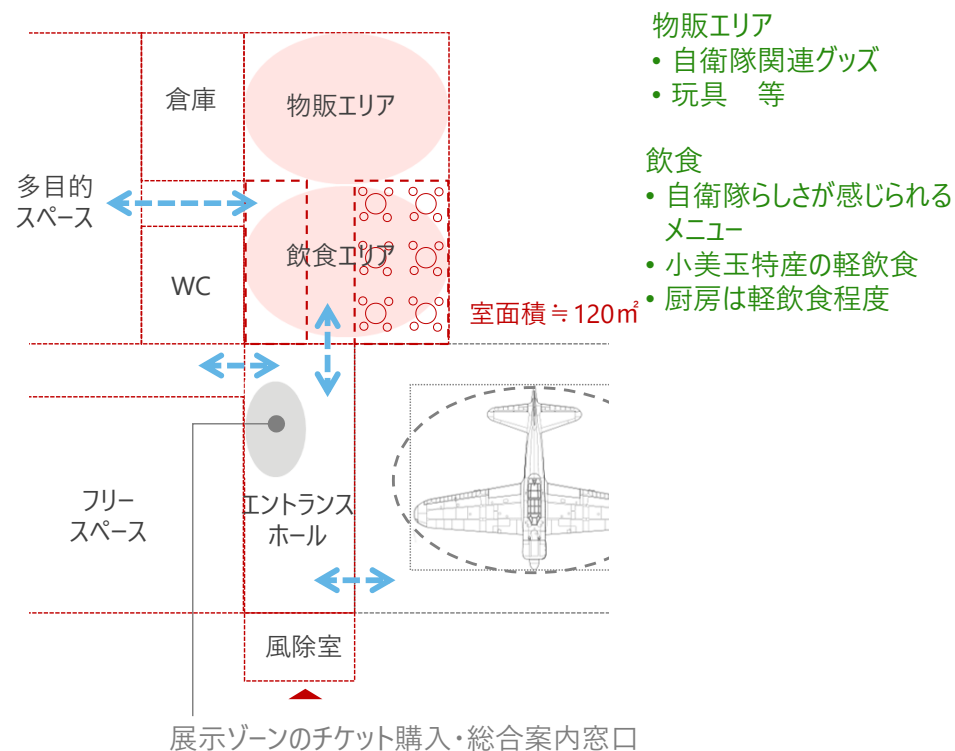 物販エリア
• 自衛隊関連グッズ
• 玩具　等
飲食
• 自衛隊らしさが感じられる
メニュー
• 小美玉特産の軽飲食
• 厨房は軽飲食程度
倉庫
物販エリア
多目的
スペース
飲食エリア
WC
室面積≒120㎡
フリー
スペース
エントランス
ホール
風除室
展示ゾーンのチケット購入・総合案内窓口